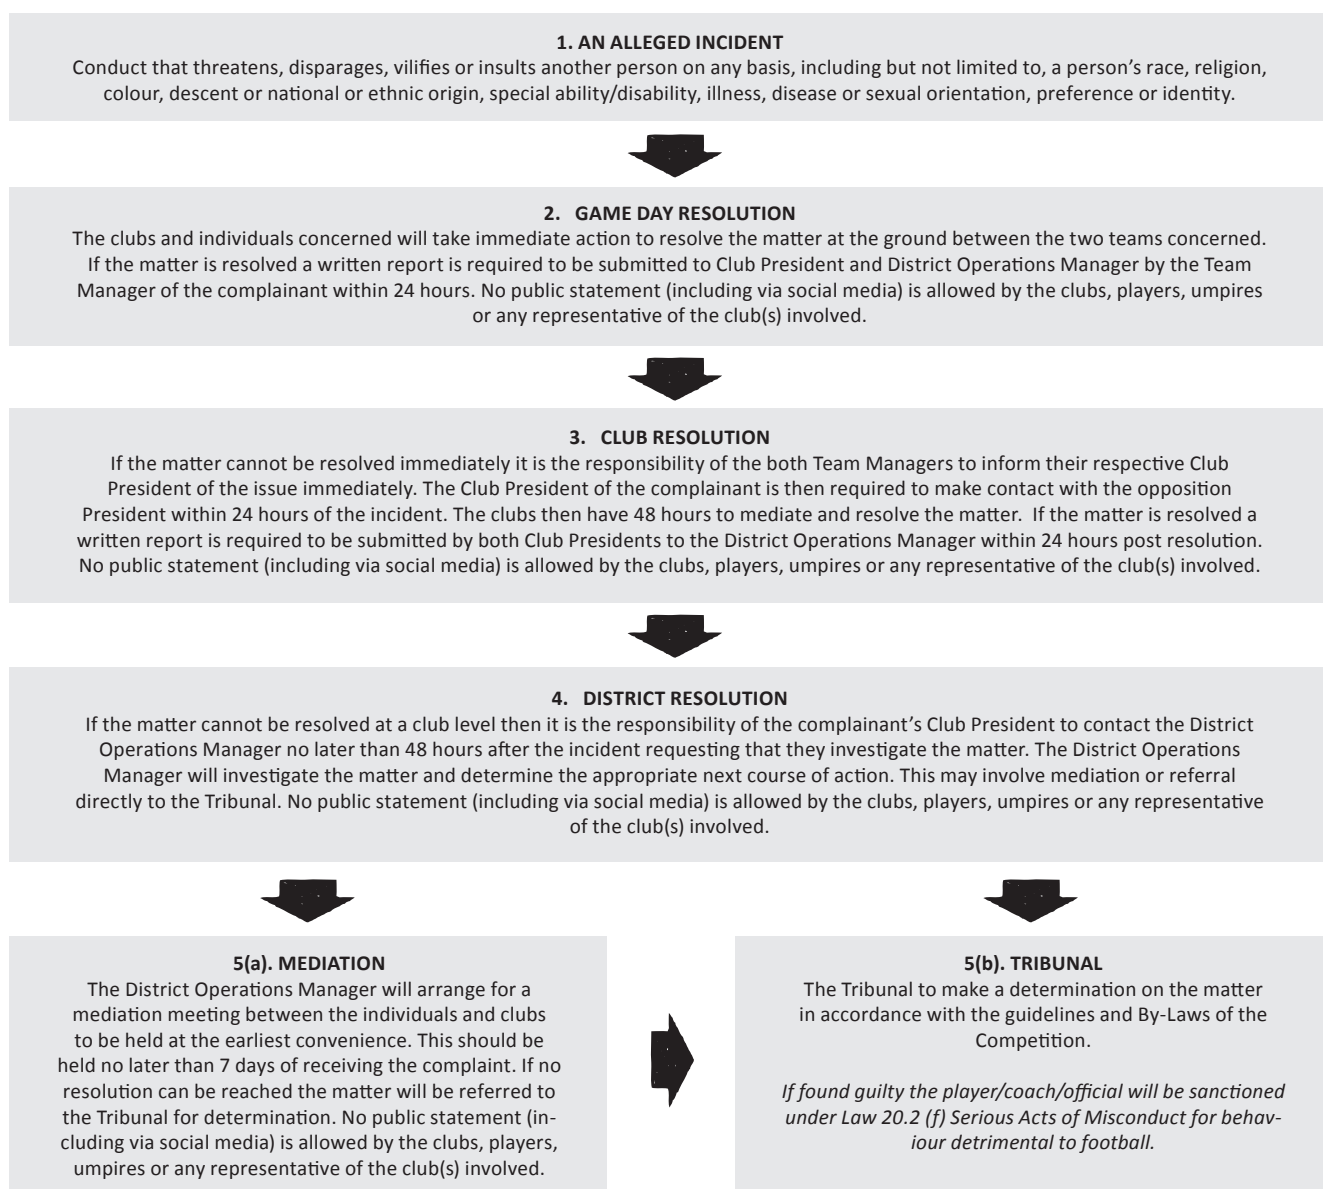 1. AN ALLEGED INCIDENT
Conduct that threatens, disparages, vilifies or insults another person on any basis, including but not limited to, a person's race, religion,
colour, descent or national or ethnic origin, special ability/disability, illness, disease or sexual orientation, preference or identity.
2. GAME DAY RESOLUTION
The clubs and individuals concerned will take immediate action to resolve the matter at the ground between the two teams concerned.
If the matter is resolved a written report is required to be submitted to Club President and District Operations Manager by the Team
Manager of the complainant within 24 hours. No public statement (including via social media) is allowed by the clubs, players, umpires
or any representative of the club(s) involved.
3. CLUB RESOLUTION
If the matter cannot be resolved immediately it is the responsibility of the both Team Managers to inform their respective Club
President of the issue immediately. The Club President of the complainant is then required to make contact with the opposition
President within 24 hours of the incident. The clubs then have 48 hours to mediate and resolve the matter. If the matter is resolved a
written report is required to be submitted by both Club Presidents to the District Operations Manager within 24 hours post resolution.
No public statement (including via social media) is allowed by the clubs, players, umpires or any representative of the club(s) involved.
4. DISTRICT RESOLUTION
If the matter cannot be resolved at a club level then it is the responsibility of the complainant's Club President to contact the District
Operations Manager no later than 48 hours after the incident requesting that they investigate the matter. The District Operations
Manager will investigate the matter and determine the appropriate next course of action. This may involve mediation or referral
directly to the Tribunal. No public statement (including via social media) is allowed by the clubs, players, umpires or any representative
of the club(s) involved.
5(a). MEDIATION
The District Operations Manager will arrange for a
mediation meeting between the individuals and clubs
to be held at the earliest convenience. This should be
held no later than 7 days of receiving the complaint. If no
resolution can be reached the matter will be referred to
the Tribunal for determination. No public statement (in-
cluding via social media) is allowed by the clubs, players,
umpires or any representative of the club(s) involved.
5(b). TRIBUNAL
The Tribunal to make a determination on the matter
in accordance with the guidelines and By-Laws of the
Competition.
If found guilty the player/coach/official will be sanctioned
under Law 20.2 (f) Serious Acts of Misconduct for behav-
iour detrimental to football.